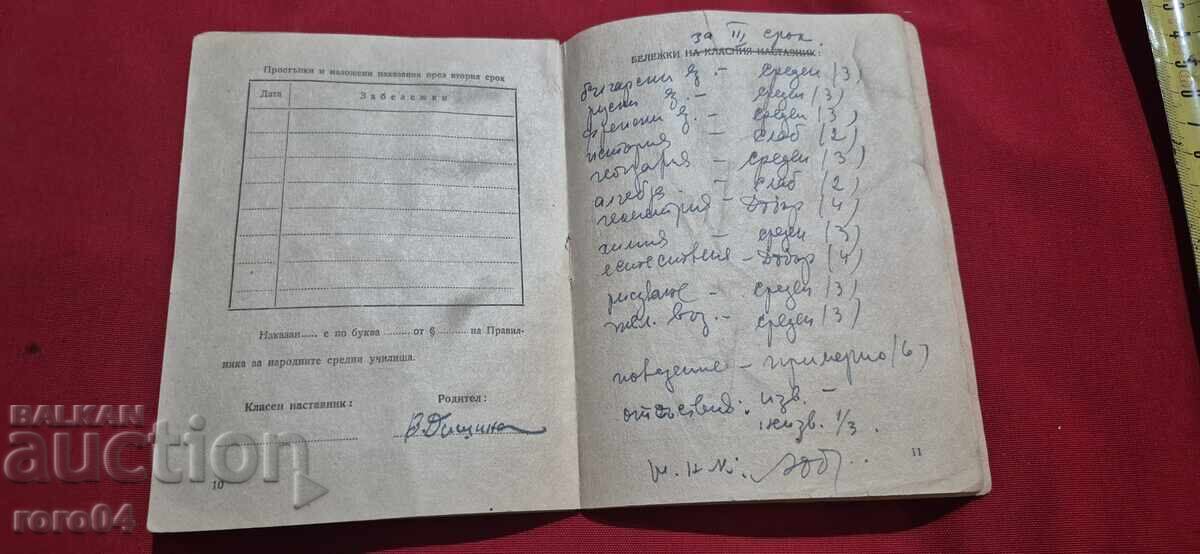 Простъпки и наложени наказания през втория срок
Дата Забележки
Наказан..... е по буква ......... от § ......... на Правил-
ника за народните средни училища.
Класен наставник: Родител:
10
за III срок.
БЕЛЕЖКИ НА КЛАСНИЯ НАСТАВНИК:
български ез. - среден (3)
руски ез. - среден (3)
френски ез. - среден (3)
история - слаб (2)
география - среден (3)
алгебра - слаб (2)
геометрия - Добър (4)
химия - среден (3)
естествознания - Добър (4)
рисуване - среден (3)
физ. въз. - среден (3)
поведение - примерно (6)
отсъствия: изв. -
неизв. 1/3.
11
BALKAN
auction
roro04